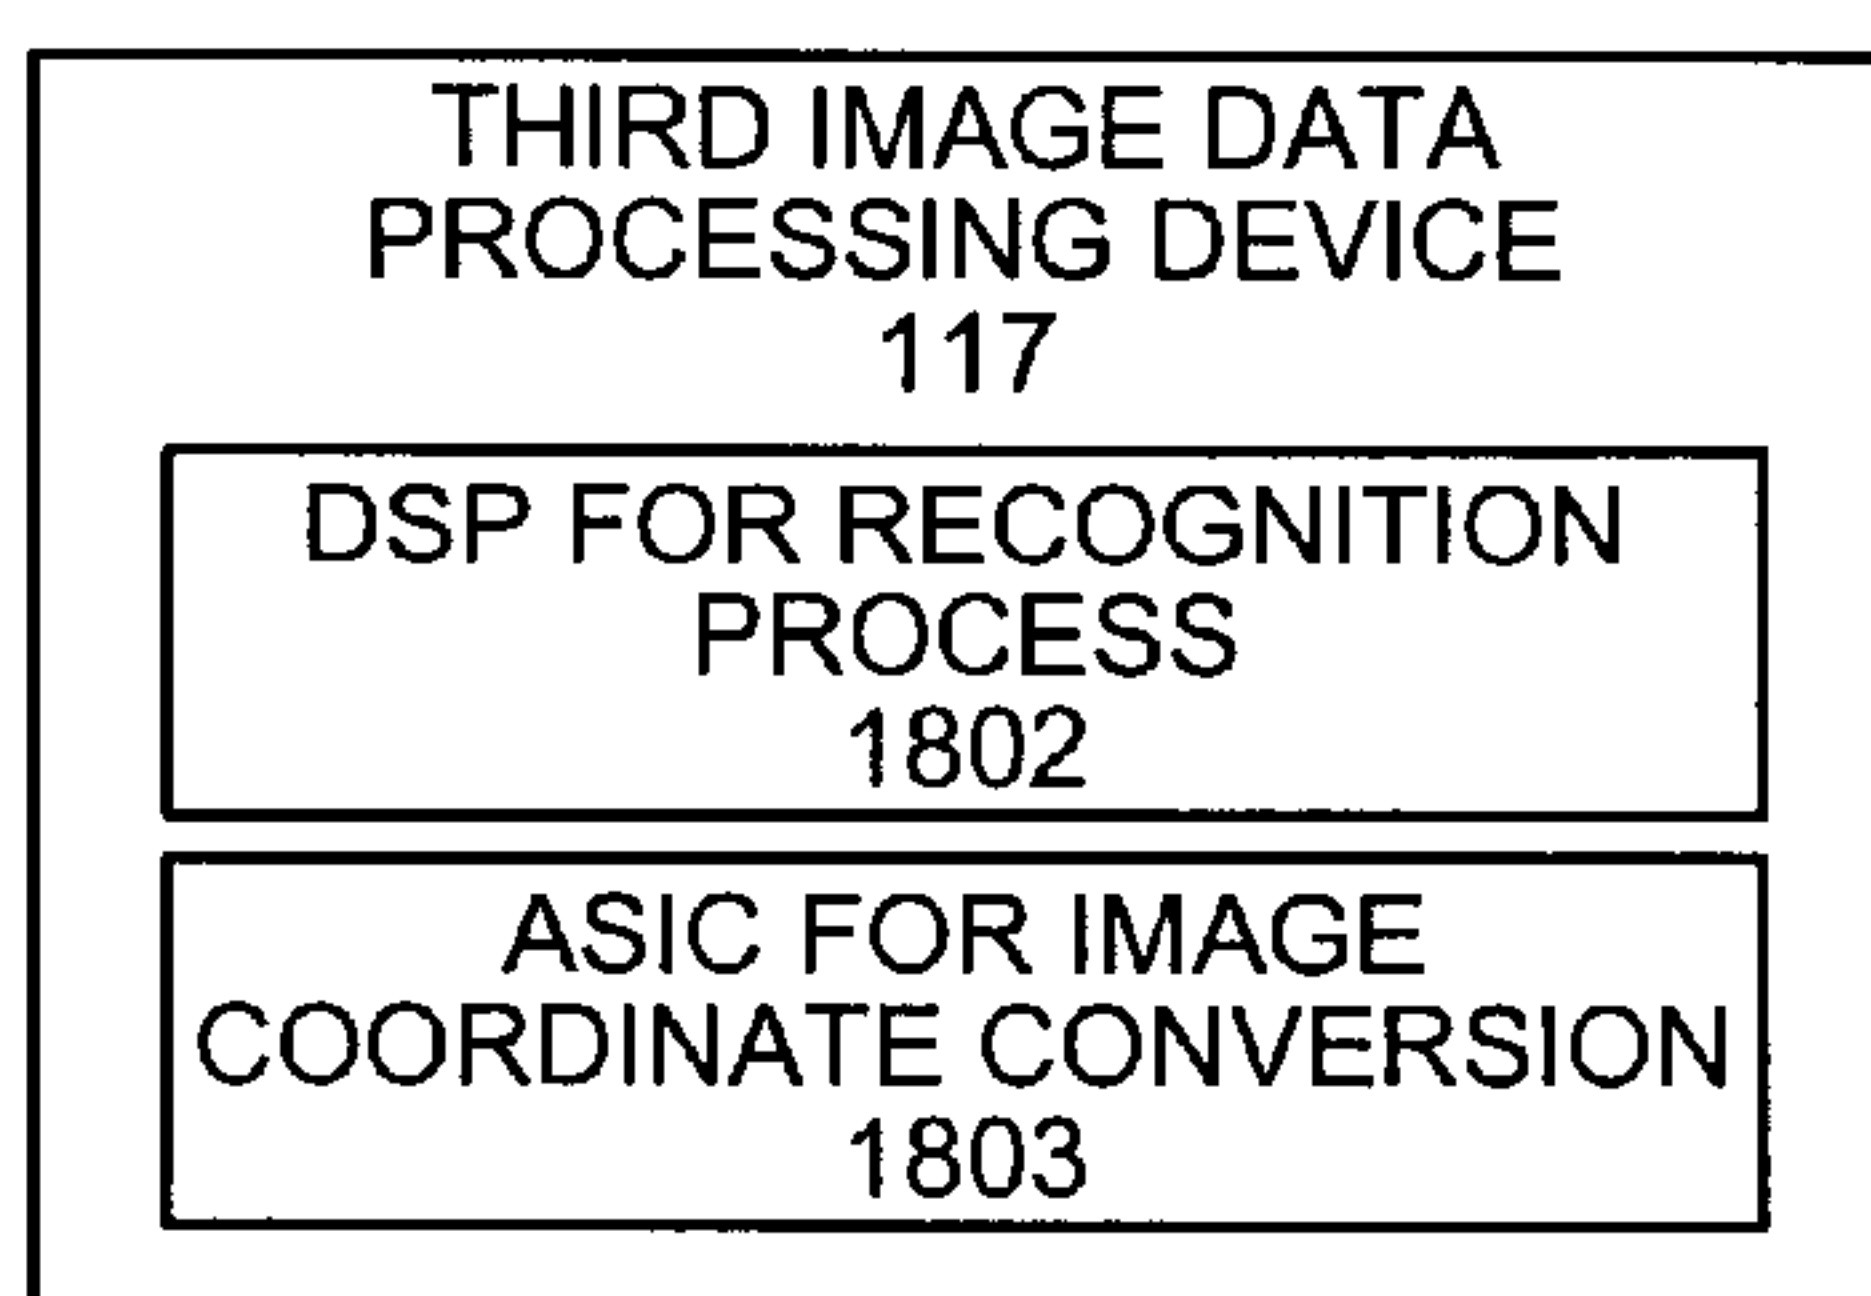 THIRD IMAGE DATA
PROCESSING DEVICE
117
DSP FOR RECOGNITION
PROCESS
1802
ASIC FOR IMAGE
COORDINATE CONVERSION
1803